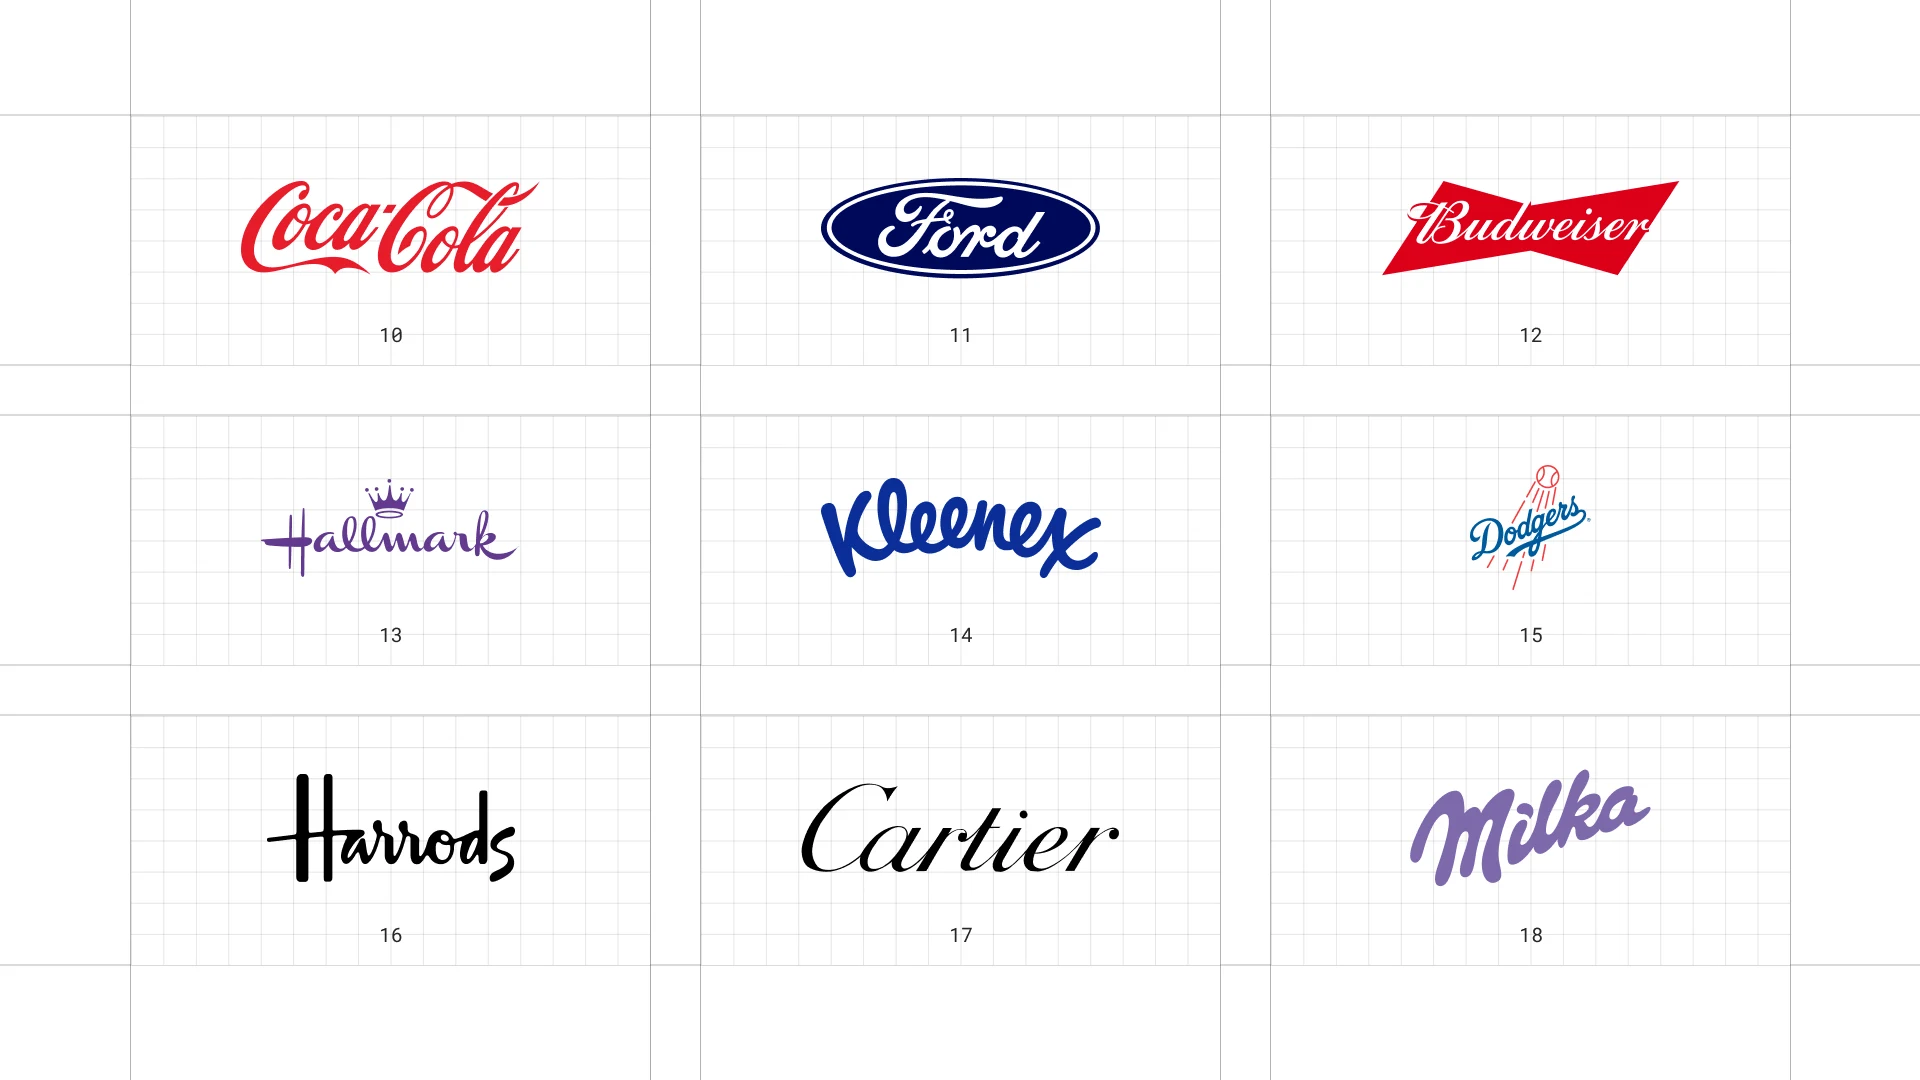 Coca-Cola
Ford
Budweiser
10
11
12
Hallmark
Kleenex
Dodgers
13
14
15
Harrods
Cartier
Milka
16
17
18